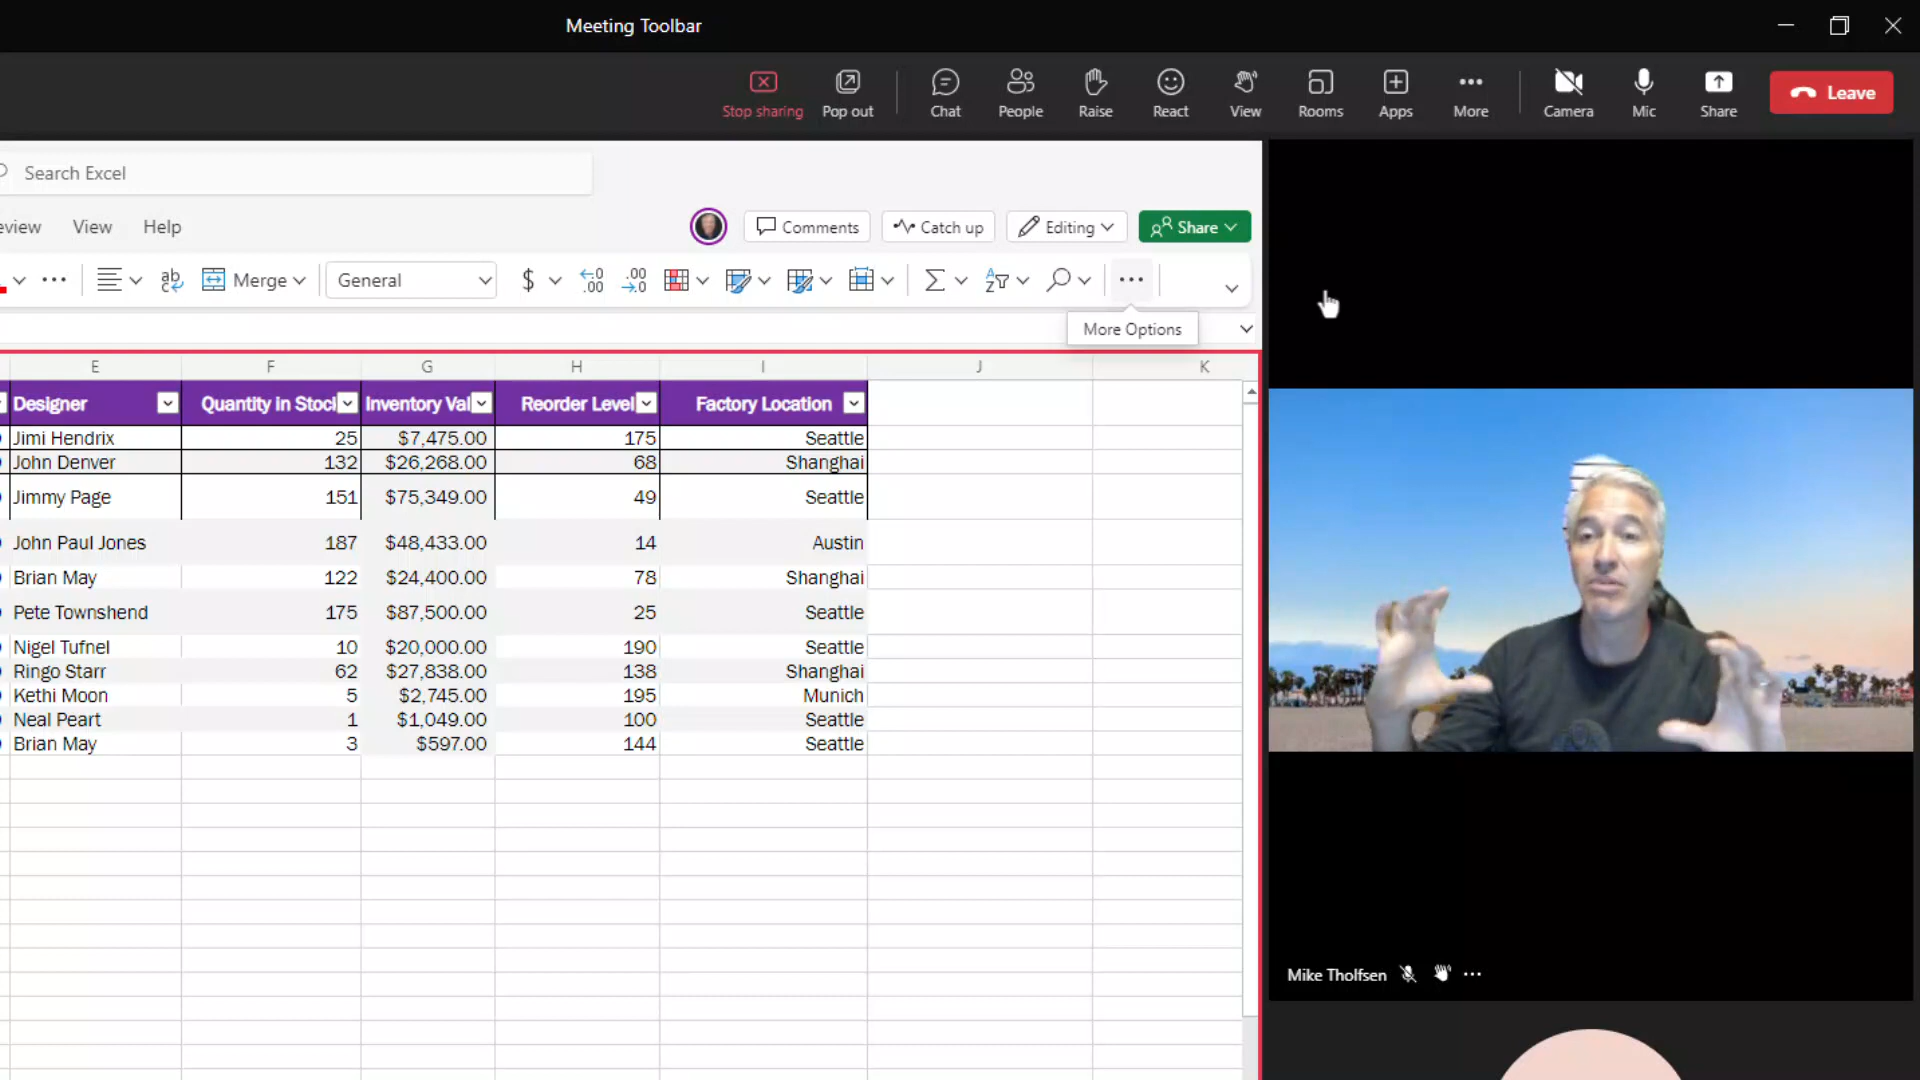 Meeting Toolbar
Stop sharing Pop out Chat People Raise React View Rooms Apps More Camera Mic Share Leave
Search Excel
eview View Help Comments Catch up Editing Share
ab c Merge General $ .00 .00 Σ A Z
More Options
E F G H I J K
Designer Quantity in Stock Inventory Val Reorder Level Factory Location
Jimi Hendrix 25 $7,475.00 175 Seattle
John Denver 132 $26,268.00 68 Shanghai
Jimmy Page 151 $75,349.00 49 Seattle
John Paul Jones 187 $48,433.00 14 Austin
Brian May 122 $24,400.00 78 Shanghai
Pete Townshend 175 $87,500.00 25 Seattle
Nigel Tufnel 10 $20,000.00 190 Seattle
Ringo Starr 62 $27,838.00 138 Shanghai
Kethi Moon 5 $2,745.00 195 Munich
Neal Peart 1 $1,049.00 100 Seattle
Brian May 3 $597.00 144 Seattle
Mike Tholfsen